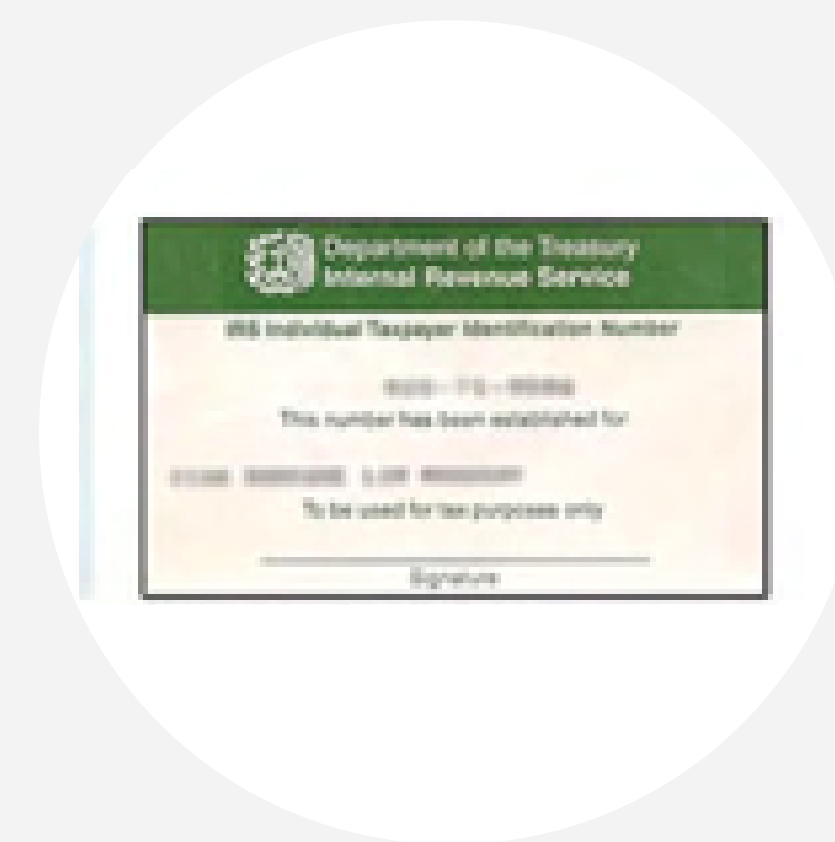 Department of the Treasury
Internal Revenue Service
IRS Individual Taxpayer Identification Number
This number has been established for
To be used for tax purposes only
Signature